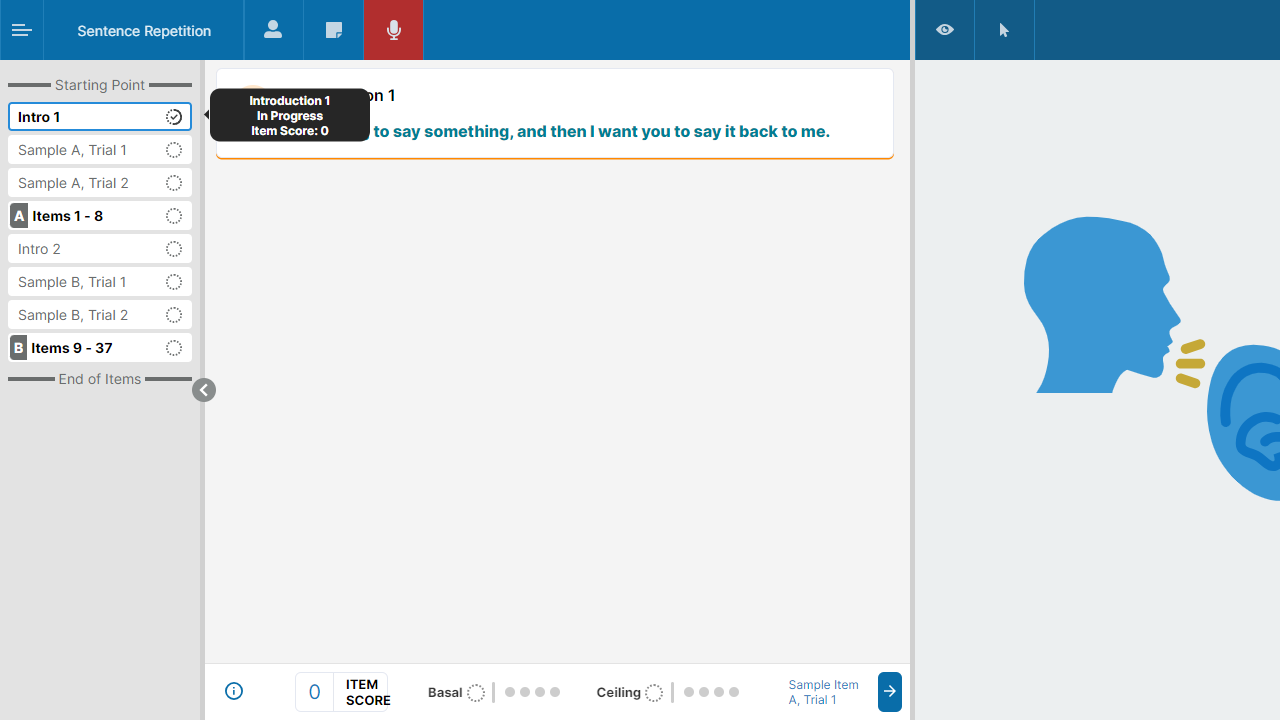 Sentence Repetition
Starting Point
Intro 1
Sample A, Trial 1
Sample A, Trial 2
A Items 1 - 8
Intro 2
Sample B, Trial 1
Sample B, Trial 2
B Items 9 - 37
End of Items
Introduction 1
In Progress
Item Score: 0
on 1
to say something, and then I want you to say it back to me.
0 ITEM SCORE
Basal
Ceiling
Sample Item
A, Trial 1